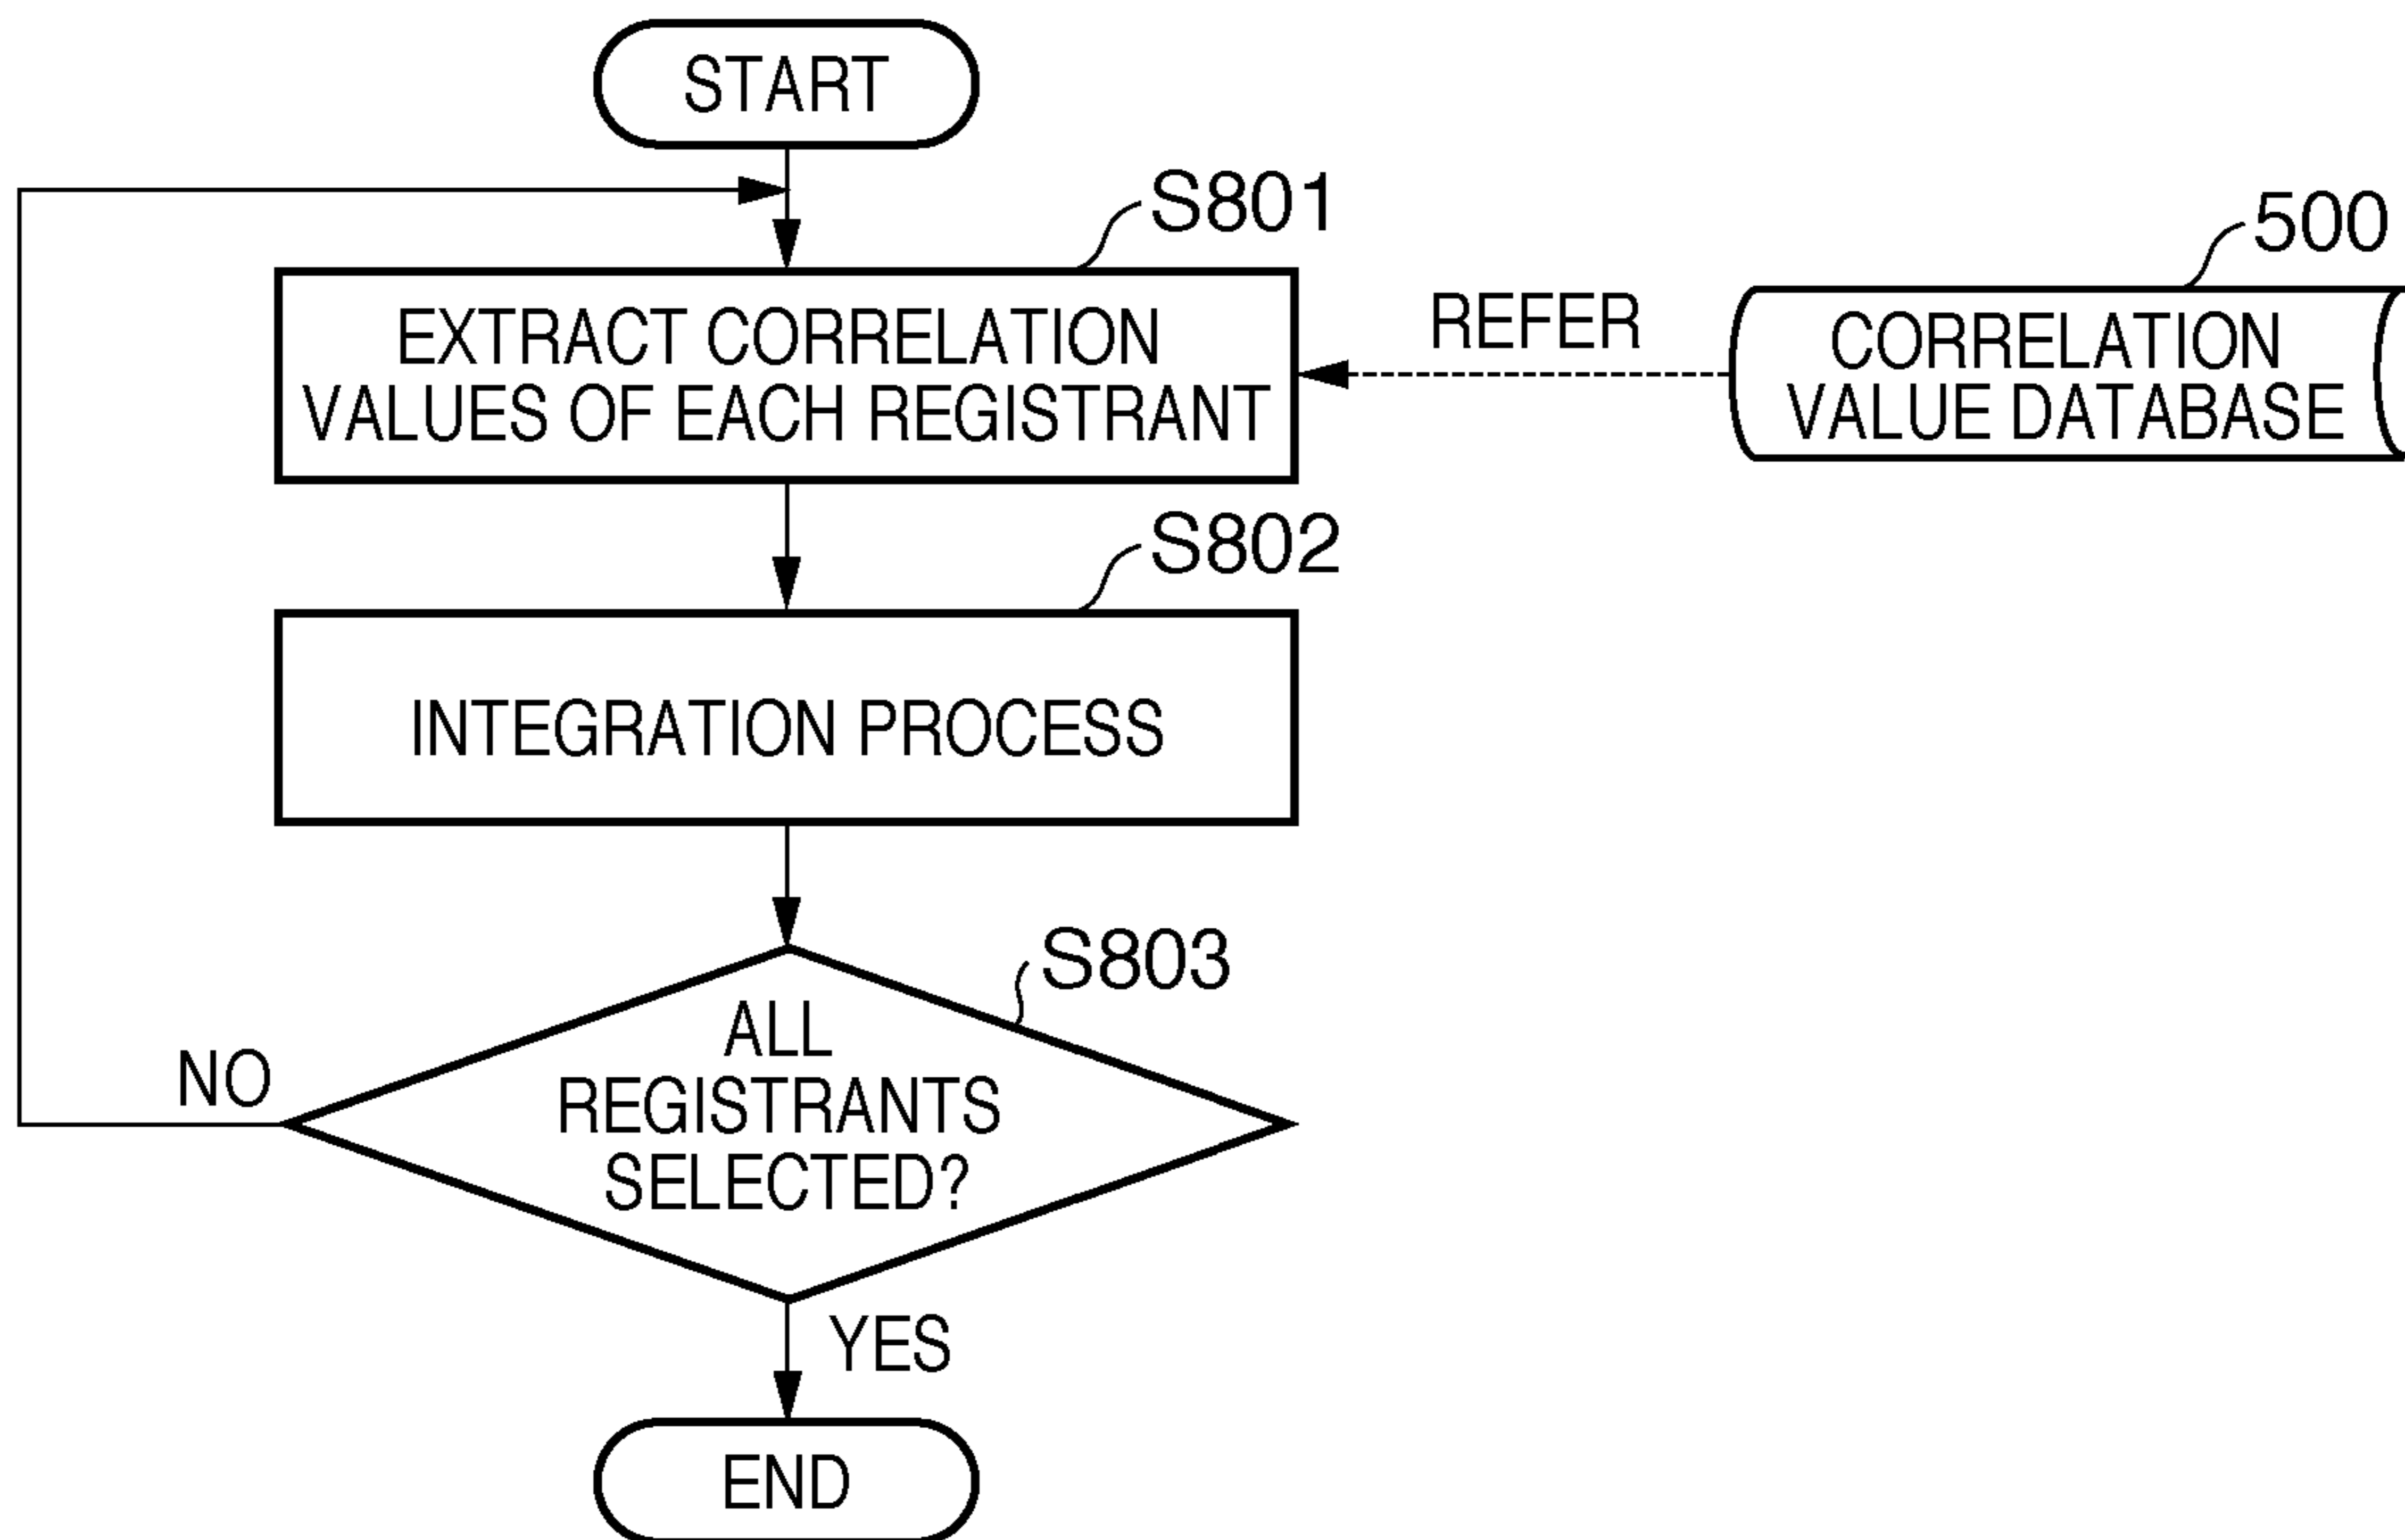 START
S801
500
EXTRACT CORRELATION
VALUES OF EACH REGISTRANT
REFER
CORRELATION
VALUE DATABASE
S802
INTEGRATION PROCESS
S803
ALL
REGISTRANTS
SELECTED?
NO
YES
END